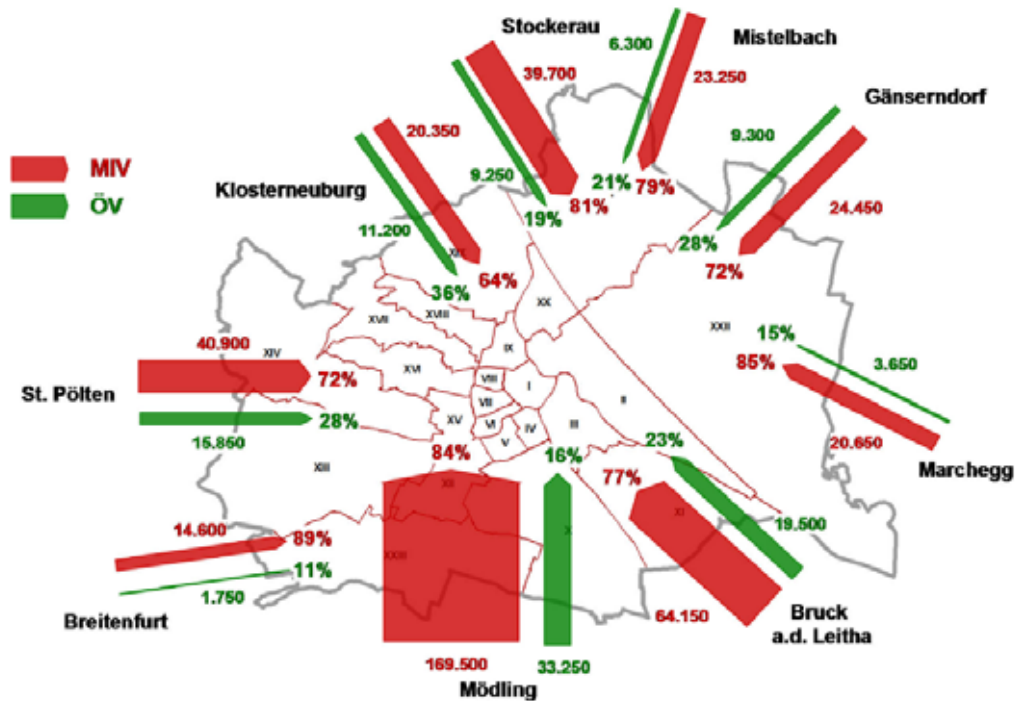 Stockerau
Mistelbach
Gänserndorf
Klosterneuburg
MIV
ÖV
6.300
23.250
39.700
9.300
24.450
20.350
9.250
11.200
21%
79%
81%
19%
28%
72%
64%
36%
XIX
XX
XXII
XVII
XVIII
IX
XIV
XVI
VIII
I
VII
II
XV
VI
IV
III
V
XIII
XII
XI
X
XXIII
40.900
72%
St. Pölten
28%
15.850
15%
3.650
85%
20.650
Marchegg
84%
16%
23%
77%
19.500
14.600
89%
11%
1.750
Breitenfurt
64.150
Bruck
a.d. Leitha
169.500
33.250
Mödling